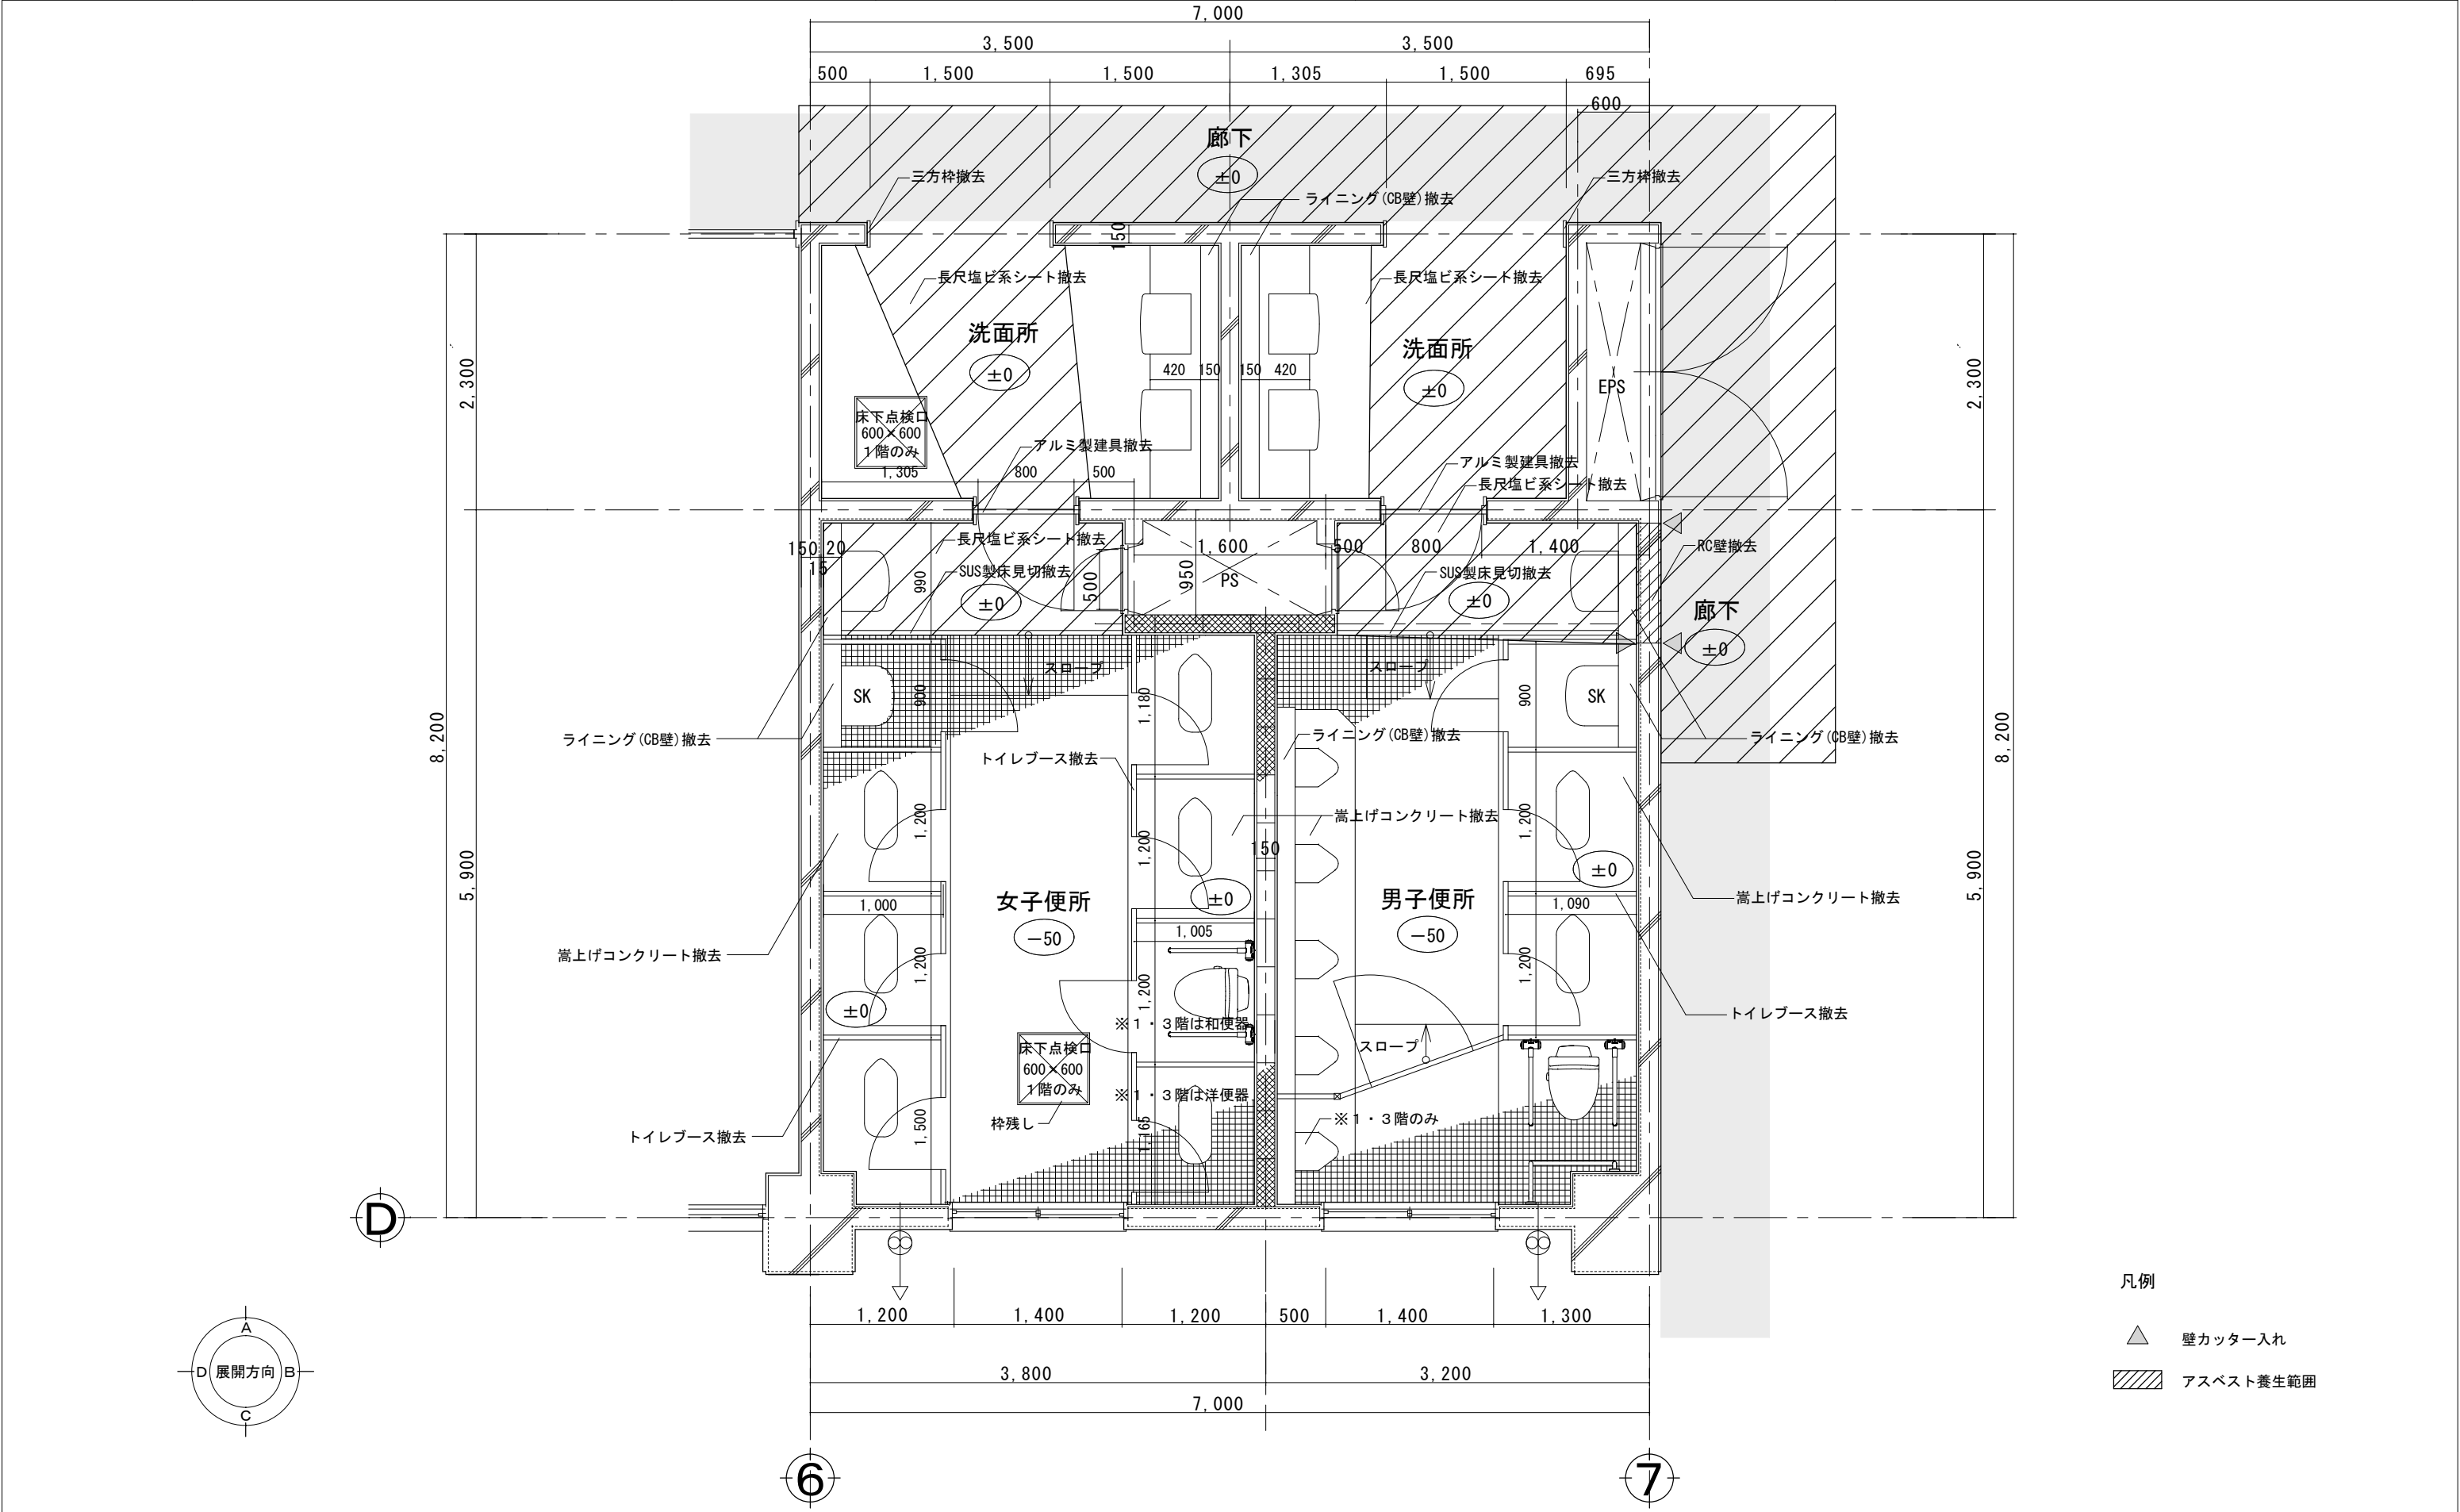 7,000
3,500
3,500
500
1,500
1,500
1,305
1,500
695
600
廊下
±0
三方枠撤去
三方枠撤去
ライニング(CB壁)撤去
150
長尺塩ビ系シート撤去
長尺塩ビ系シート撤去
洗面所
±0
洗面所
±0
420
150
150
420
EPS
2,300
2,300
床下点検口
600×600
1階のみ
アルミ製建具撤去
アルミ製建具撤去
1,305
800
500
長尺塩ビ系シート撤去
長尺塩ビ系シート撤去
150
20
15
1,600
500
800
1,400
RC壁撤去
SUS製床見切撤去
SUS製床見切撤去
990
500
950
PS
±0
±0
廊下
±0
スロープ
スロープ
SK
SK
900
1,180
900
ライニング(CB壁)撤去
ライニング(CB壁)撤去
ライニング(CB壁)撤去
8,200
8,200
トイレブース撤去
嵩上げコンクリート撤去
1,200
1,200
150
1,200
±0
5,900
5,900
女子便所
-50
±0
男子便所
-50
1,000
1,005
1,090
嵩上げコンクリート撤去
嵩上げコンクリート撤去
1,200
1,200
1,200
±0
トイレブース撤去
※1・3階は和便器
床下点検口
600×600
1階のみ
スロープ
※1・3階は洋便器
枠残し
※1・3階のみ
トイレブース撤去
1,500
1,165
D
1,200
1,400
1,200
500
1,400
1,300
3,800
3,200
7,000
6
7
A
D
展開方向
B
C
凡例
壁カッター入れ
アスベスト養生範囲